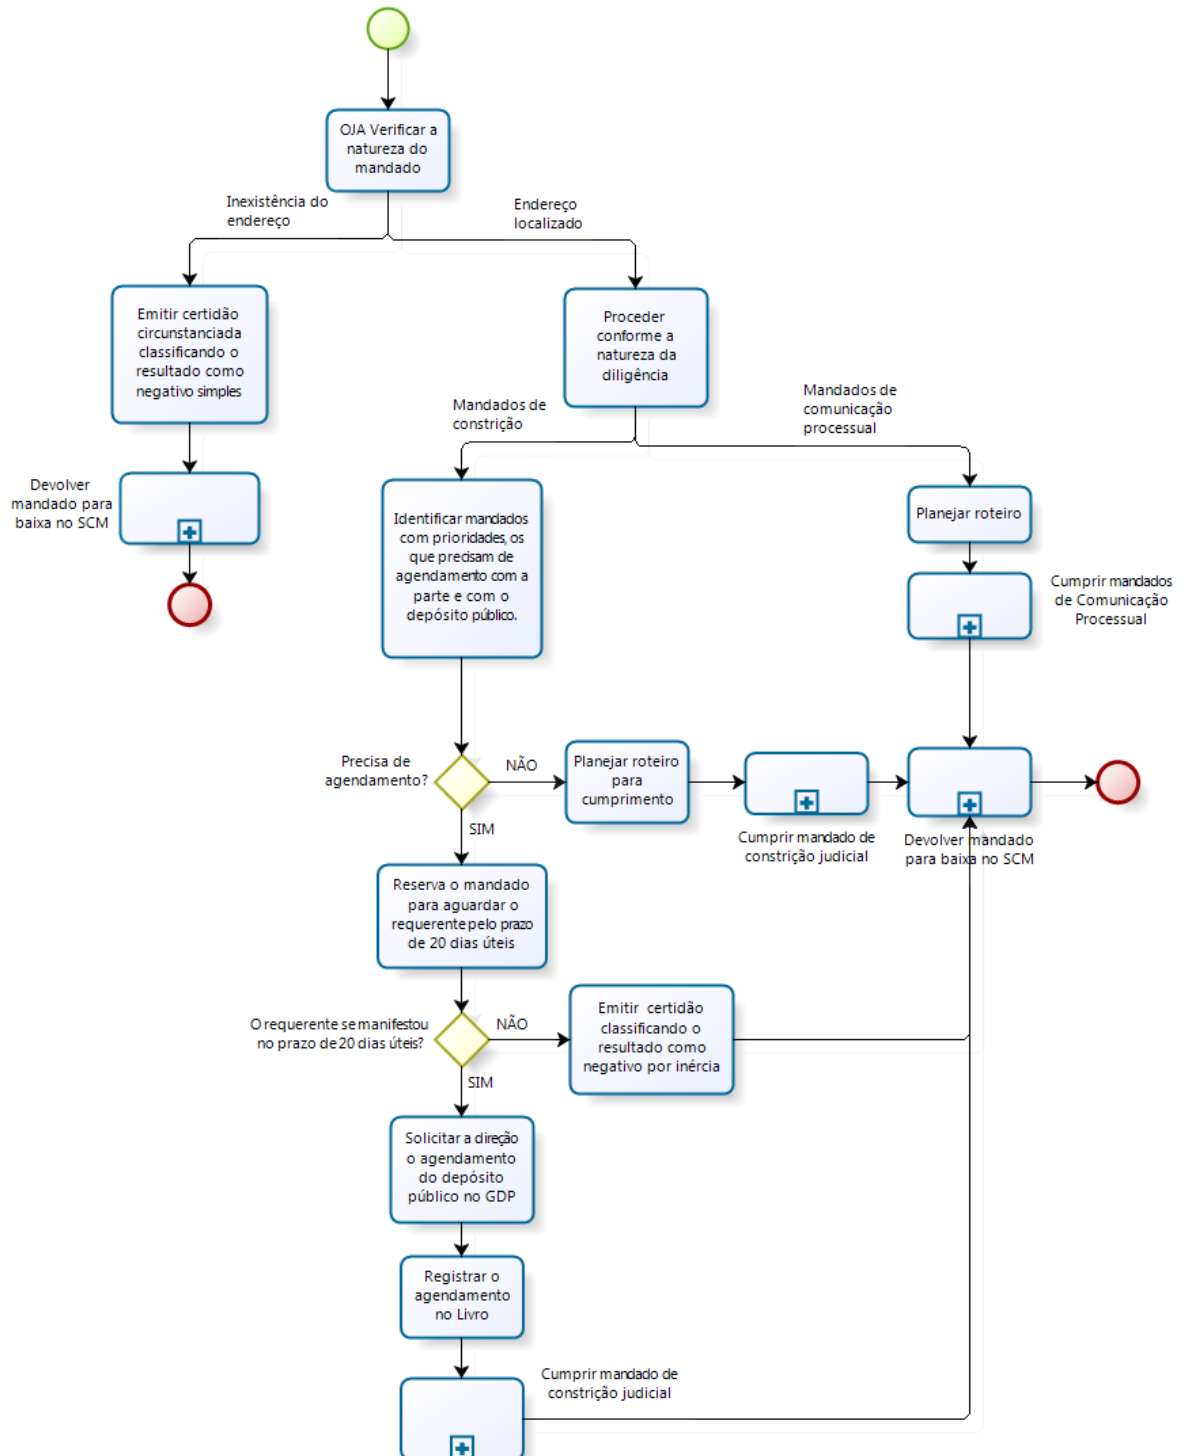 OJA Verificar a
natureza do
mandado
Inexistência do
endereço
Endereço
localizado
Emitir certidão
circunstanciada
classificando o
resultado como
negativo simples
Proceder
conforme a
natureza da
diligência
Mandados de
constrição
Mandados de
comunicação
processual
Devolver
mandado para
baixa no SCM
Identificar mandados
com prioridades, os
que precisam de
agendamento com a
parte e com o
depósito público.
Planejar roteiro
Cumprir mandados
de Comunicação
Processual
Precisa de
agendamento?
NÃO
Planejar roteiro
para
cumprimento
Cumprir mandado de
constrição judicial
Devolver mandado
para baixa no SCM
SIM
Reserva o mandado
para aguardar o
requerente pelo prazo
de 20 dias úteis
O requerente se manifestou
no prazo de 20 dias úteis?
NÃO
Emitir certidão
classificando o
resultado como
negativo por inércia
SIM
Solicitar a direção
o agendamento
do depósito
público no GDP
Registrar o
agendamento
no Livro
Cumprir mandado de
constrição judicial